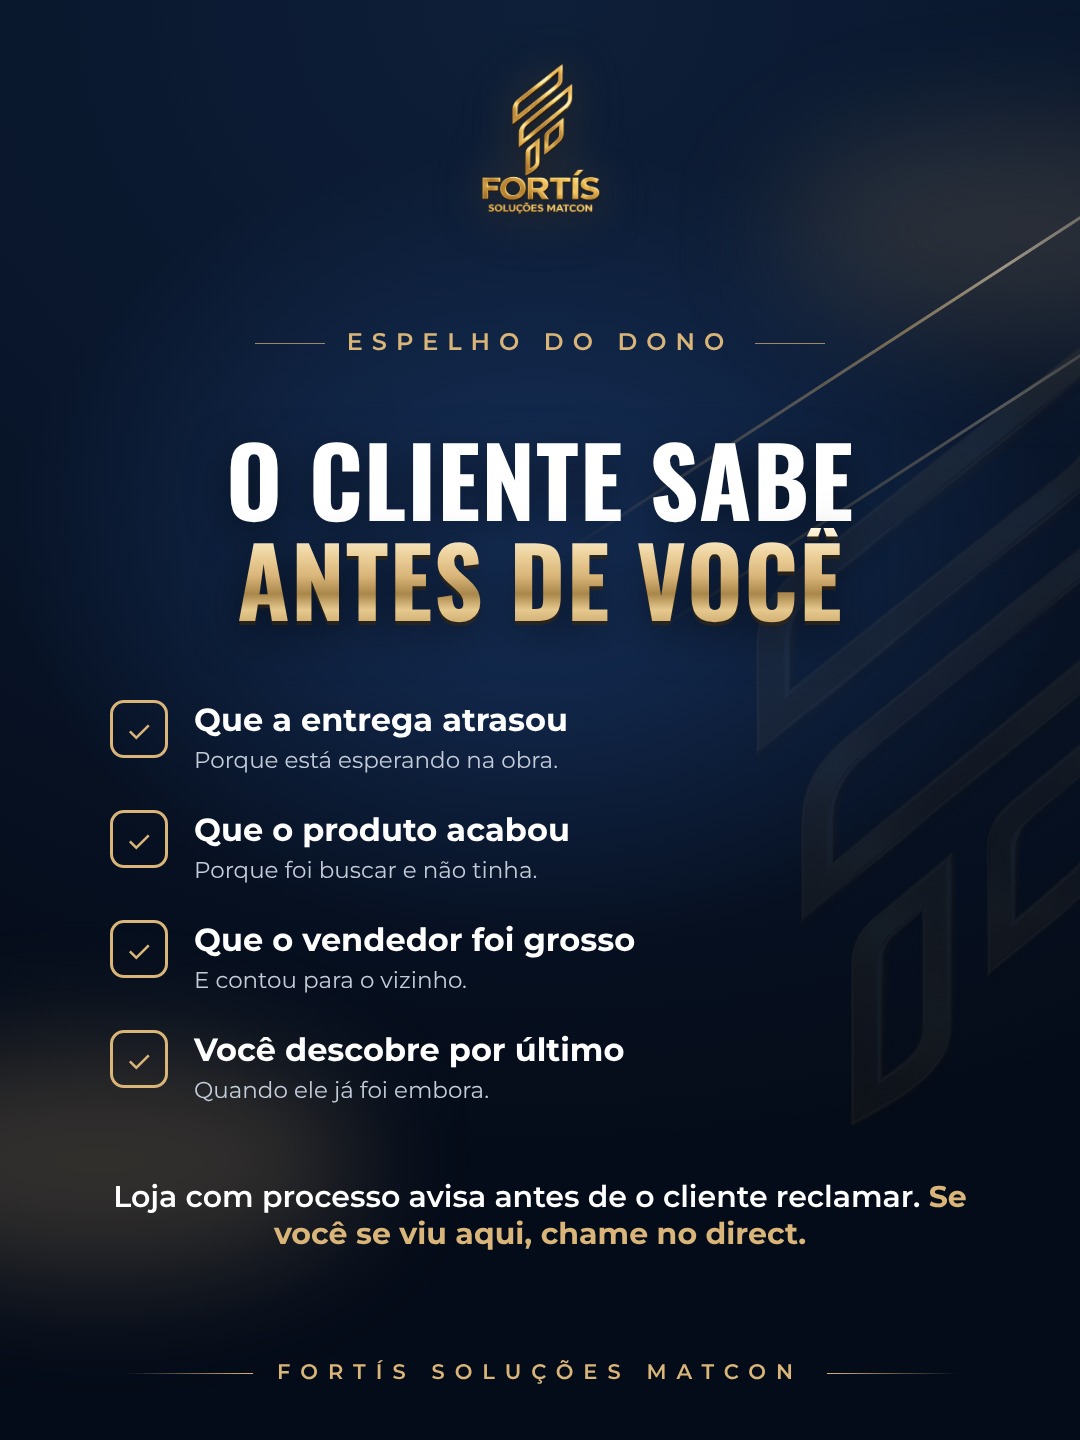 FORTÍS
SOLUÇÕES MATCON
ESPELHO DO DONO
O CLIENTE SABE
ANTES DE VOCÊ
Que a entrega atrasou
Porque está esperando na obra.
Que o produto acabou
Porque foi buscar e não tinha.
Que o vendedor foi grosso
E contou para o vizinho.
Você descobre por último
Quando ele já foi embora.
Loja com processo avisa antes de o cliente reclamar. Se
você se viu aqui, chame no direct.
FORTÍS SOLUÇÕES MATCON